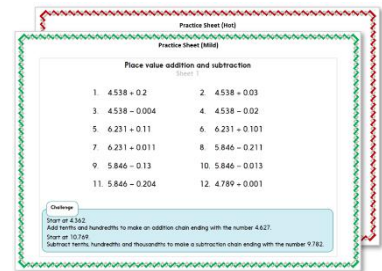 Practice Sheet (Hot)
Practice Sheet (Mild)
Place value addition and subtraction
Sheet 1
1. 4.538 + 0.2 2. 4.538 + 0.03
3. 4.538 – 0.004 4. 4.538 – 0.02
5. 6.231 + 0.11 6. 6.231 + 0.101
7. 6.231 + 0.011 8. 5.846 – 0.211
9. 5.846 – 0.13 10. 5.846 – 0.013
11. 5.846 – 0.204 12. 4.789 + 0.001
Challenge
Start at 4.362.
Add tenths and hundredths to make an addition chain ending with the number 4.627.
Start at 10.769.
Subtract tenths, hundredths and thousandths to make a subtraction chain ending with the number 9.782.